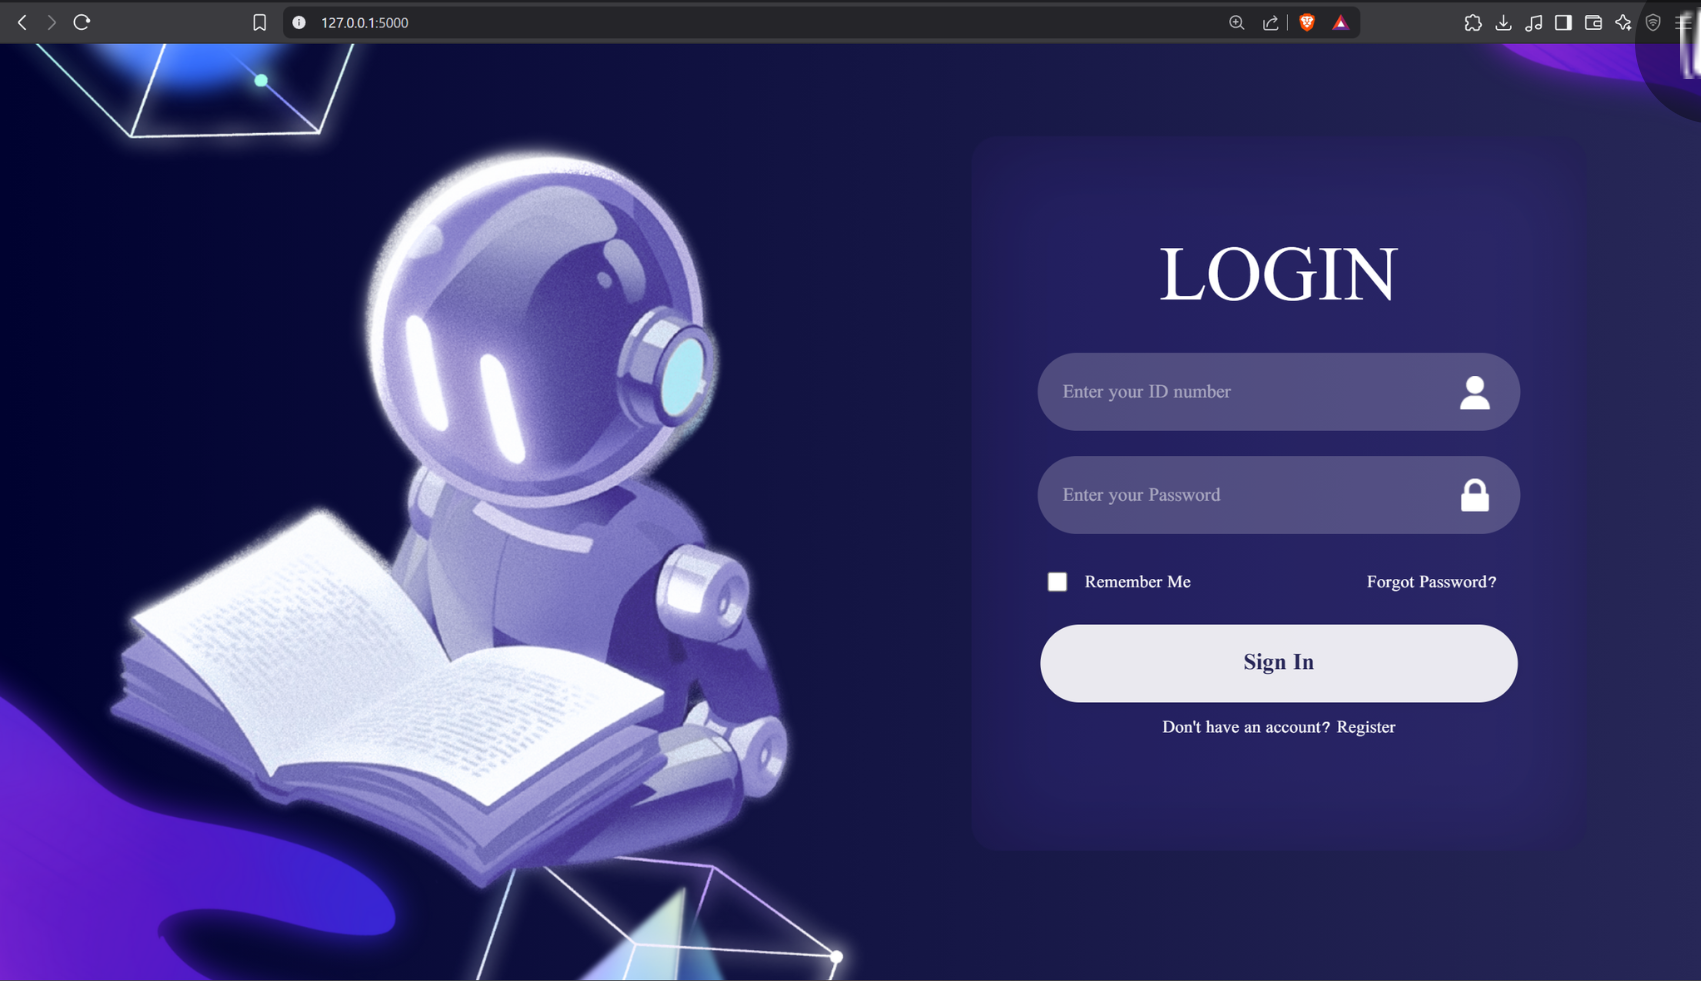 127.0.0.1:5000
LOGIN
Enter your ID number
Enter your Password
Remember Me
Forgot Password?
Sign In
Don't have an account? Register